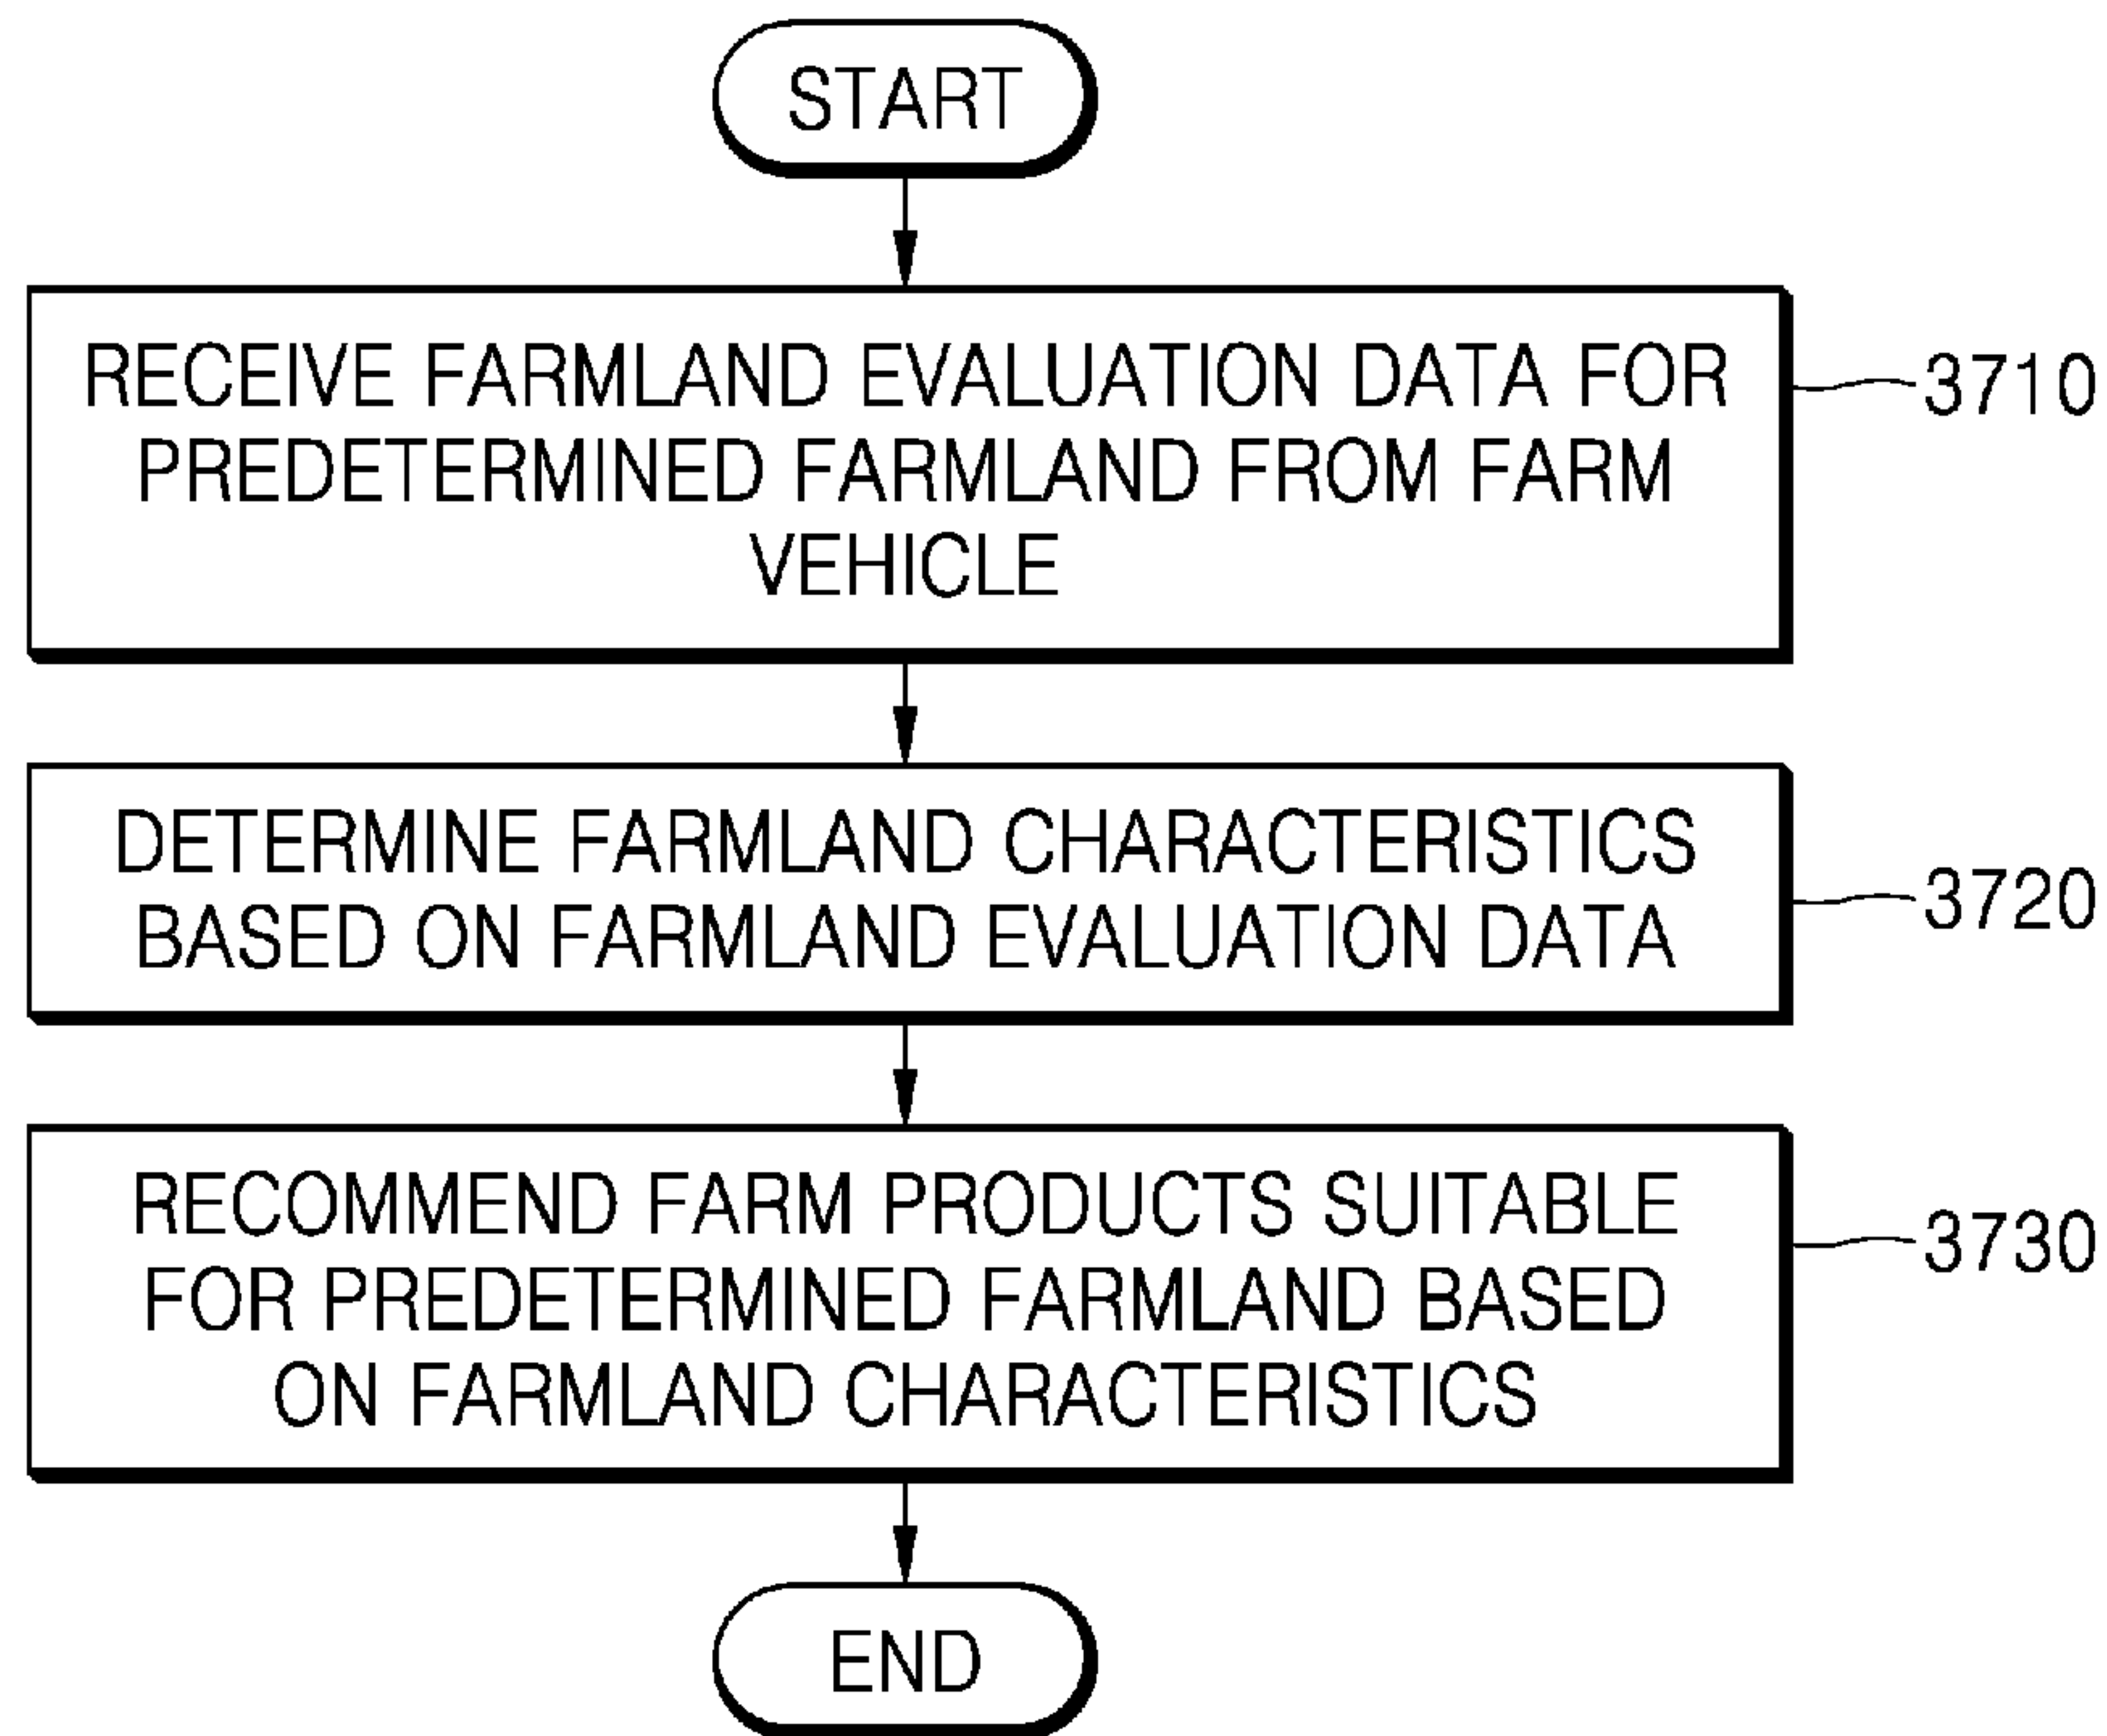 START
RECEIVE FARMLAND EVALUATION DATA FOR
PREDETERMINED FARMLAND FROM FARM
VEHICLE
3710
DETERMINE FARMLAND CHARACTERISTICS
BASED ON FARMLAND EVALUATION DATA
3720
RECOMMEND FARM PRODUCTS SUITABLE
FOR PREDETERMINED FARMLAND BASED
ON FARMLAND CHARACTERISTICS
3730
END